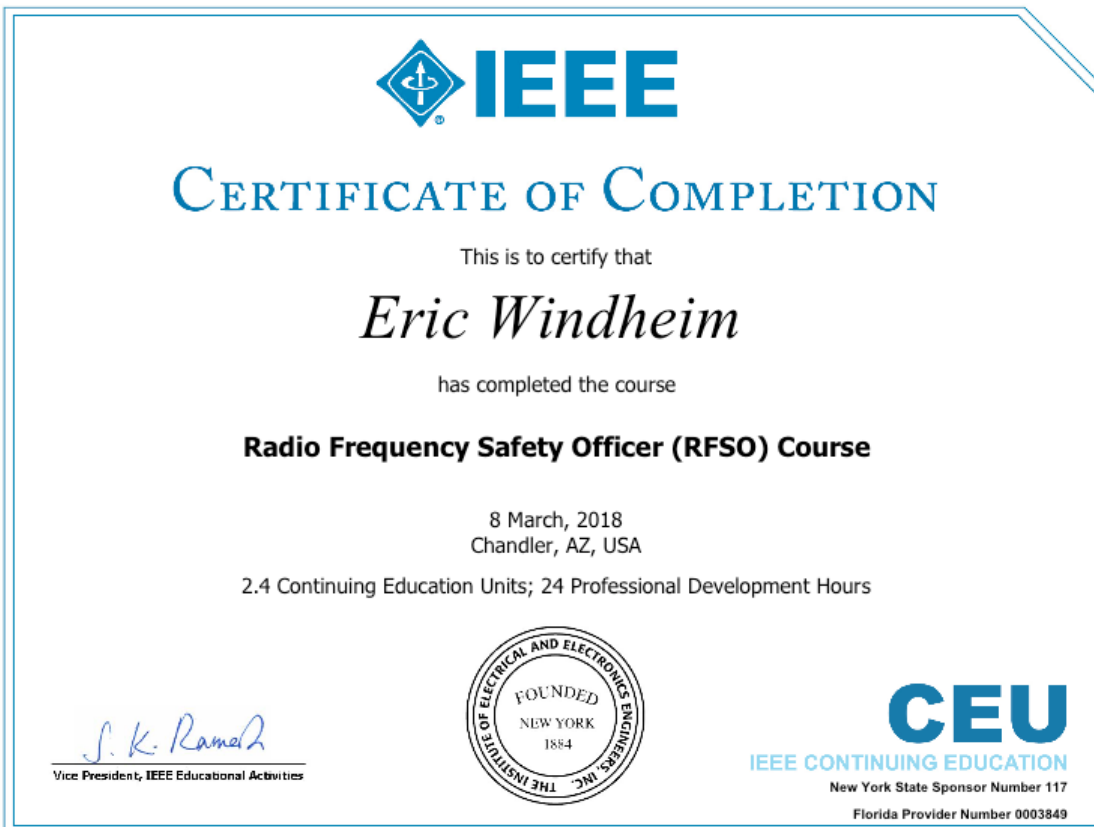 IEEE
®
CERTIFICATE OF COMPLETION
This is to certify that
Eric Windheim
has completed the course
Radio Frequency Safety Officer (RFSO) Course
8 March, 2018
Chandler, AZ, USA
2.4 Continuing Education Units; 24 Professional Development Hours
THE INSTITUTE OF ELECTRICAL AND ELECTRONICS ENGINEERS, INC.
FOUNDED
NEW YORK
1884
S. K. Ramesh
Vice President, IEEE Educational Activities
CEU
IEEE CONTINUING EDUCATION
New York State Sponsor Number 117
Florida Provider Number 0003849